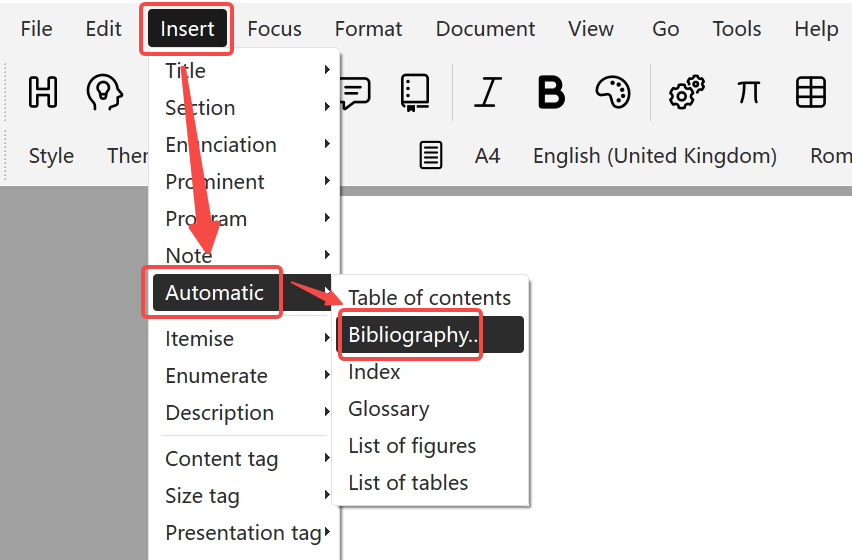 File Edit Insert Focus Format Document View Go Tools Help
Style Ther A4 English (United Kingdom) Rom
Title
Section
Enunciation
Prominent
Program
Note
Automatic
Itemise
Enumerate
Description
Content tag
Size tag
Presentation tag
Table of contents
Bibliography..
Index
Glossary
List of figures
List of tables